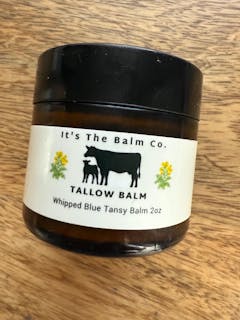 It's The Balm Co.
TALLOW BALM
Whipped Blue Tansy Balm 2oz